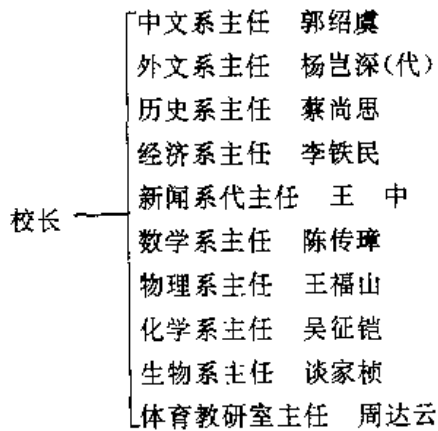 中文系主任 郭绍虞
外文系主任 杨岂深(代)
历史系主任 蔡尚思
经济系主任 李铁民
新闻系代主任 王 中
校长
数学系主任 陈传璋
物理系主任 王福山
化学系主任 吴征铠
生物系主任 谈家桢
体育教研室主任 周达云